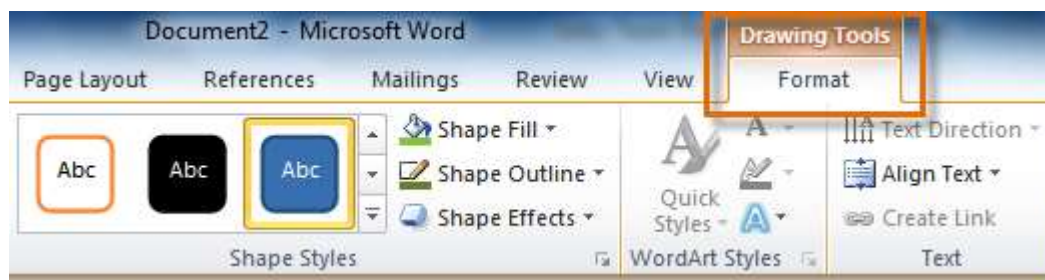 Document2 - Microsoft Word
Drawing Tools
Page Layout References Mailings Review View Format
Abc Abc Abc
Shape Fill
Shape Outline
Shape Effects
Quick
Styles
A
A
A
Text Direction
Align Text
Create Link
Shape Styles WordArt Styles Text